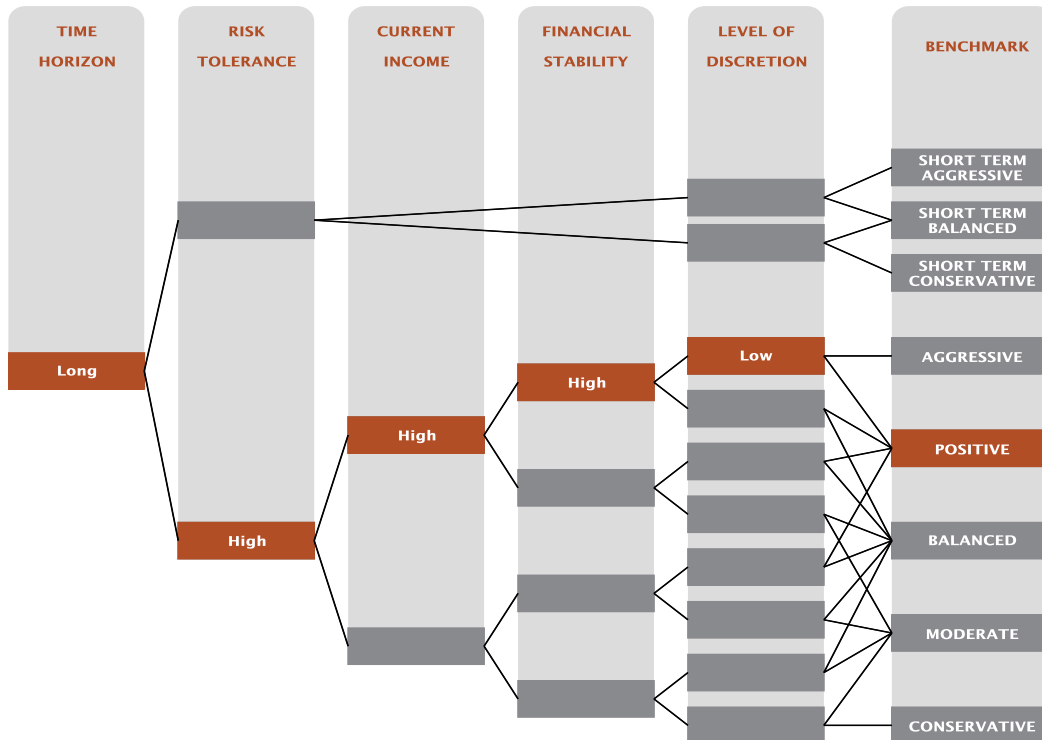 TIME
HORIZON
RISK
TOLERANCE
CURRENT
INCOME
FINANCIAL
STABILITY
LEVEL OF
DISCRETION
BENCHMARK
SHORT TERM
AGGRESSIVE
SHORT TERM
BALANCED
SHORT TERM
CONSERVATIVE
Long
High
High
High
Low
AGGRESSIVE
POSITIVE
BALANCED
MODERATE
CONSERVATIVE